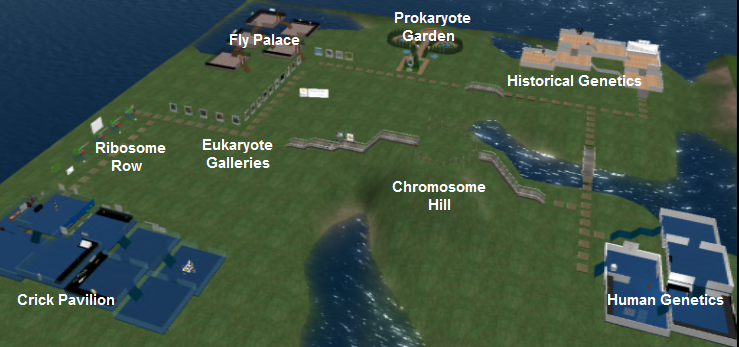 Fly Palace
Prokaryote
Garden
Historical Genetics
Ribosome
Row
Eukaryote
Galleries
Chromosome
Hill
Crick Pavilion
Human Genetics